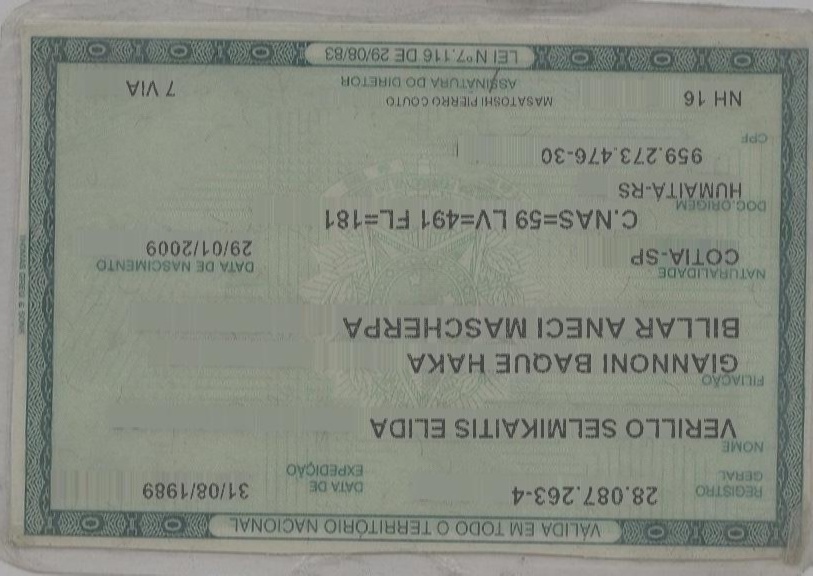 VÁLIDA EM TODO O TERRITÓRIO NACIONAL
REGISTRO GERAL 28.087.263-4 DATA DE EXPEDIÇÃO 31/08/1989
NOME
VERILLO SELMIKAITIS ELIDA
FILIAÇÃO
GIANNONI BAQUE HAKA
BILLAR ANECI MASCHERPA
NATURALIDADE DATA DE NASCIMENTO
COTIA-SP 29/01/2009
DOC.ORIGEM C.NAS=59 LV=491 FL=181
HUMAITÁ-RS
CPF 959.273.476-30
NH 16 MASATOSHI PIERRO COUTO 7 VIA
ASSINATURA DO DIRETOR
LEI Nº7.116 DE 29/08/83